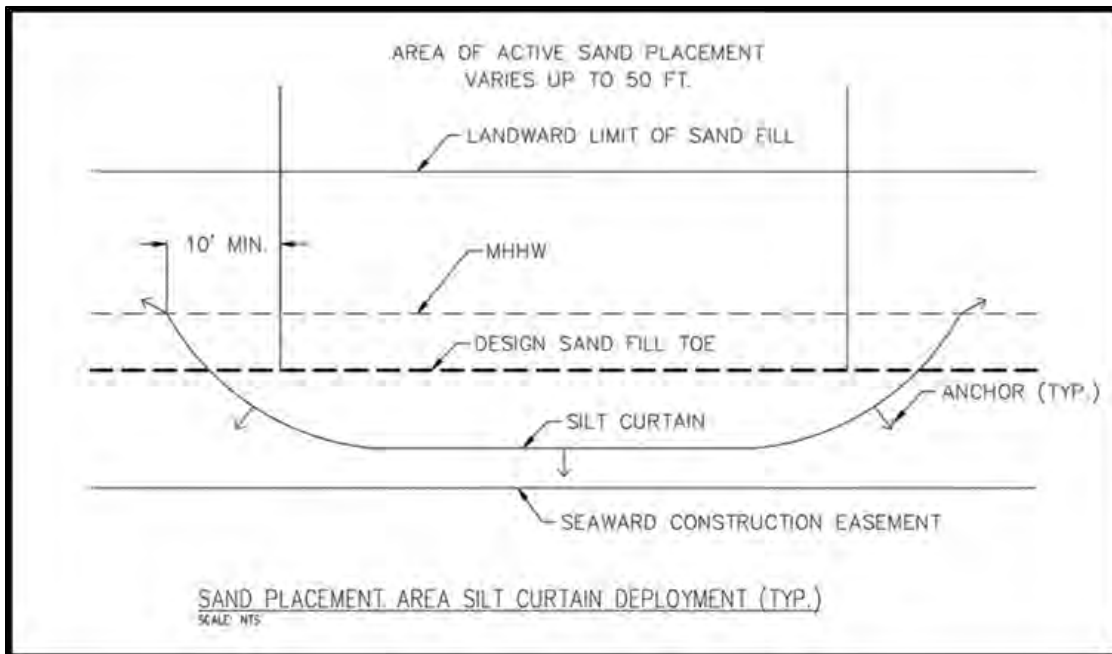 AREA OF ACTIVE SAND PLACEMENT
VARIES UP TO 50 FT.
LANDWARD LIMIT OF SAND FILL
10' MIN.
MHHW
DESIGN SAND FILL TOE
ANCHOR (TYP.)
SILT CURTAIN
SEAWARD CONSTRUCTION EASEMENT
SAND PLACEMENT AREA SILT CURTAIN DEPLOYMENT (TYP.)
SCALE: NTS